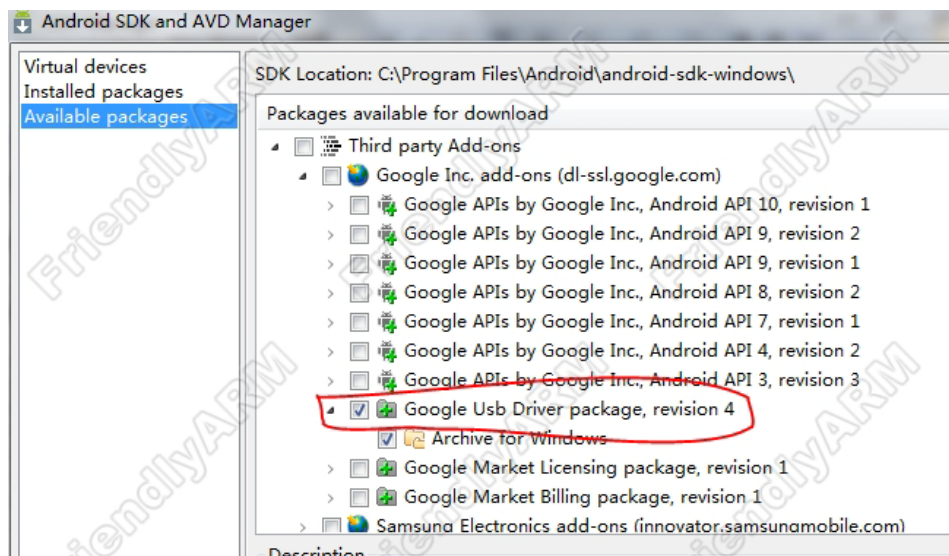 Android SDK and AVD Manager
Virtual devices
Installed packages
Available packages
SDK Location: C:\Program Files\Android\android-sdk-windows\
Packages available for download
Third party Add-ons
Google Inc. add-ons (dl-ssl.google.com)
Google APIs by Google Inc., Android API 10, revision 1
Google APIs by Google Inc., Android API 9, revision 2
Google APIs by Google Inc., Android API 9, revision 1
Google APIs by Google Inc., Android API 8, revision 2
Google APIs by Google Inc., Android API 7, revision 1
Google APIs by Google Inc., Android API 4, revision 2
Google APIs by Google Inc., Android API 3, revision 3
Google Usb Driver package, revision 4
Archive for Windows
Google Market Licensing package, revision 1
Google Market Billing package, revision 1
Samsung Electronics add-ons (innovator.samsungmobile.com)
Description
FriendlyARM
FriendlyARM
FriendlyARM
FriendlyARM
FriendlyARM
FriendlyARM